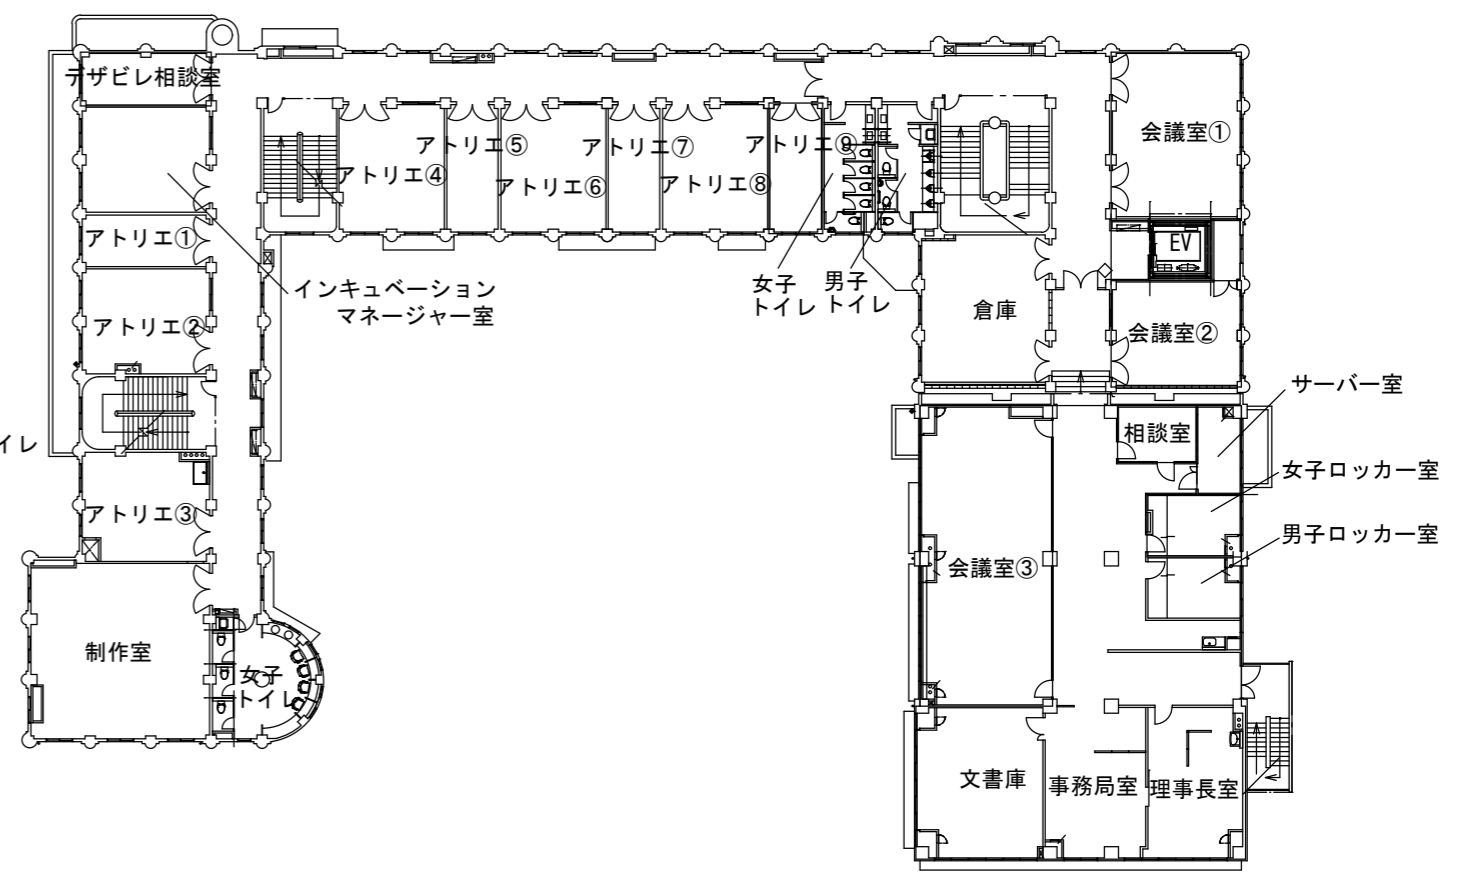 デザビレ相談室
会議室①
アトリエ⑤
アトリエ⑦
アトリエ⑨
アトリエ④
アトリエ⑥
アトリエ⑧
アトリエ①
EV
インキュベーション
マネージャー室
女子
トイレ
男子
トイレ
倉庫
アトリエ②
会議室②
サーバー室
相談室
イレ
女子ロッカー室
アトリエ③
男子ロッカー室
会議室③
制作室
女子
トイレ
文書庫
事務局室
理事長室